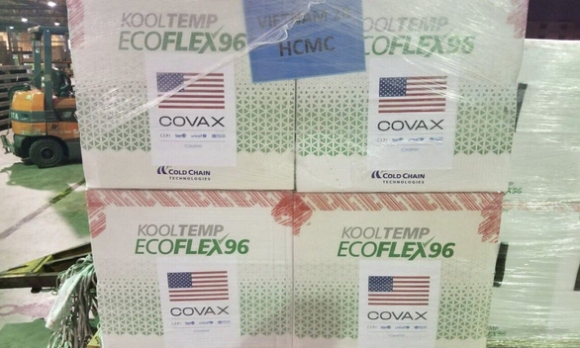 KOOLTEMP
ECOFLEX96
COVAX
COLD CHAIN
TECHNOLOGIES
VIETNAM
HCMC
KOOLTEMP
ECOFLEX96
COVAX
COLD CHAIN
TECHNOLOGIES
KOOLTEMP
ECOFLEX96
COVAX
KOOLTEMP
ECOFLEX96
COVAX